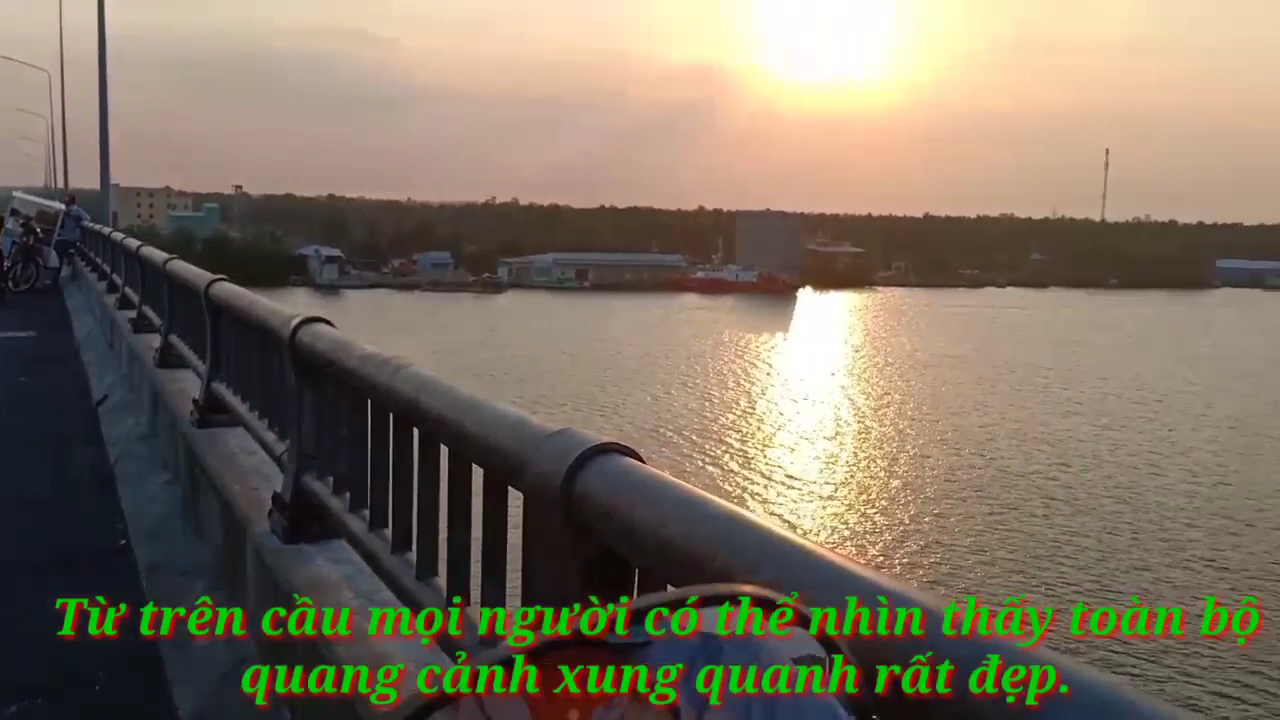 Từ trên cầu mọi người có thể nhìn thấy toàn bộ
quang cảnh xung quanh rất đẹp.